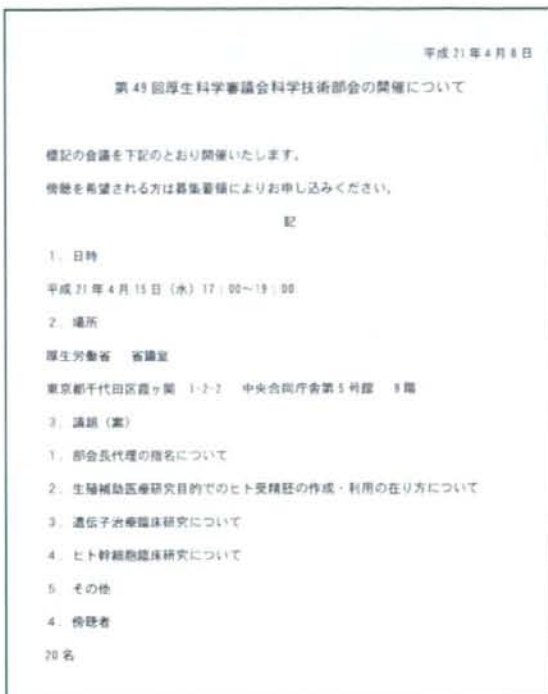 平成21年4月8日
第49回厚生科学審議会科学技術部会の開催について
標記の会議を下記のとおり開催いたします。
傍聴を希望される方は募集要領によりお申し込みください。
記
1．日時
平成21年4月15日（水）17：00～19：00
2．場所
厚生労働省　省議室
東京都千代田区霞ヶ関　1-2-2　中央合同庁舎第5号館　9階
3．議題（案）
1．部会長代理の指名について
2．生殖補助医療研究目的でのヒト受精胚の作成・利用の在り方について
3．遺伝子治療臨床研究について
4．ヒト幹細胞臨床研究について
5．その他
4．傍聴者
20名